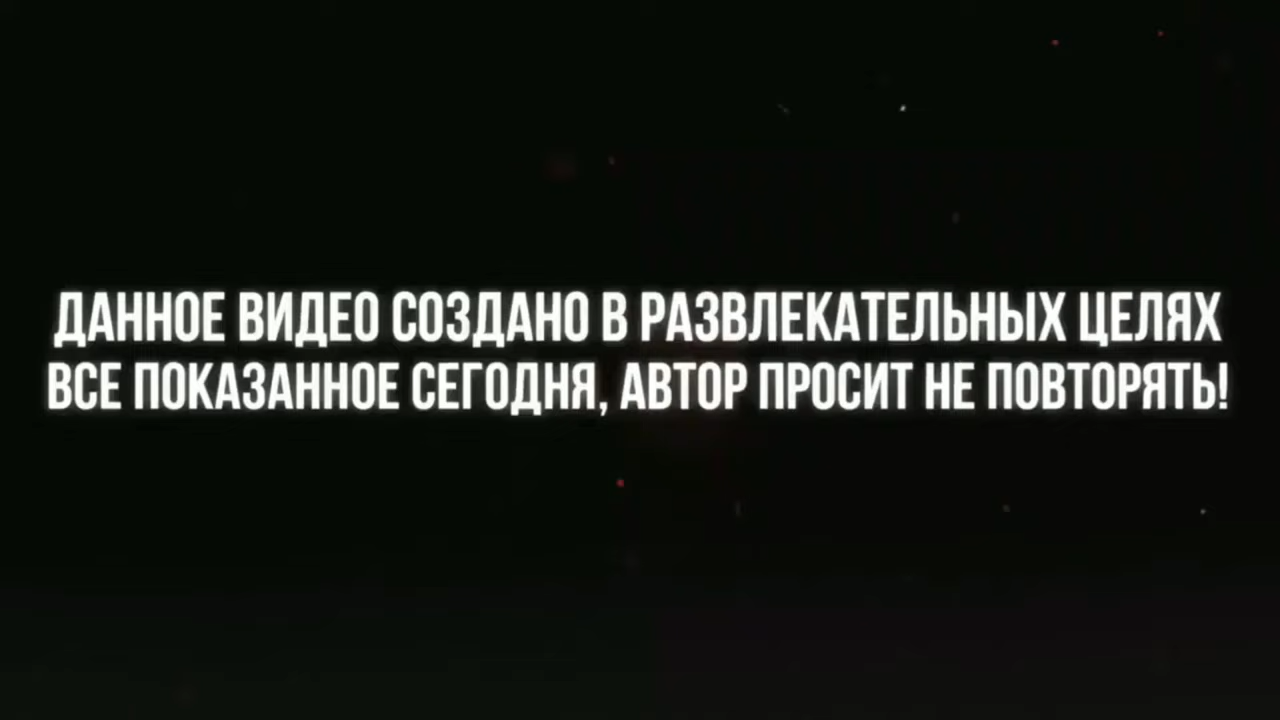 ДАННОЕ ВИДЕО СОЗДАНО В РАЗВЛЕКАТЕЛЬНЫХ ЦЕЛЯХ
ВСЕ ПОКАЗАННОЕ СЕГОДНЯ, АВТОР ПРОСИТ НЕ ПОВТОРЯТЬ!